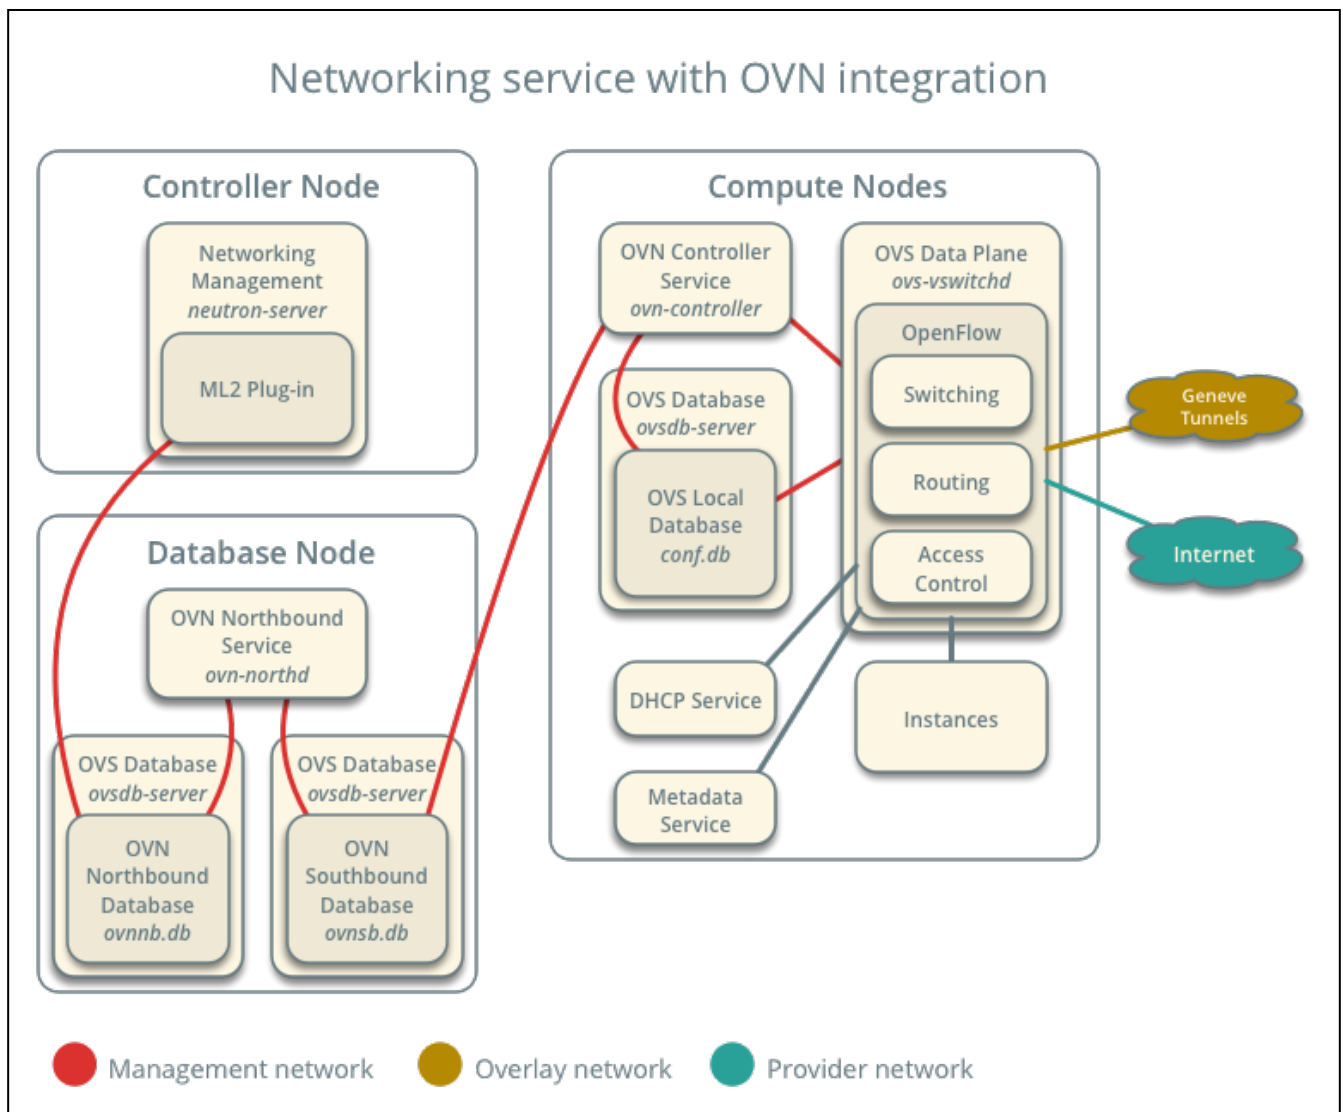 Networking service with OVN integration
Controller Node
Networking
Management
neutron-server
ML2 Plug-in
Database Node
OVN Northbound
Service
ovn-northd
OVS Database
ovsdb-server
OVN
Northbound
Database
ovnnb.db
OVS Database
ovsdb-server
OVN
Southbound
Database
ovnsb.db
Compute Nodes
OVN Controller
Service
ovn-controller
OVS Database
ovsdb-server
OVS Local
Database
conf.db
DHCP Service
Metadata
Service
OVS Data Plane
ovs-vswitchd
OpenFlow
Switching
Routing
Access
Control
Instances
Geneve
Tunnels
Internet
Management network
Overlay network
Provider network